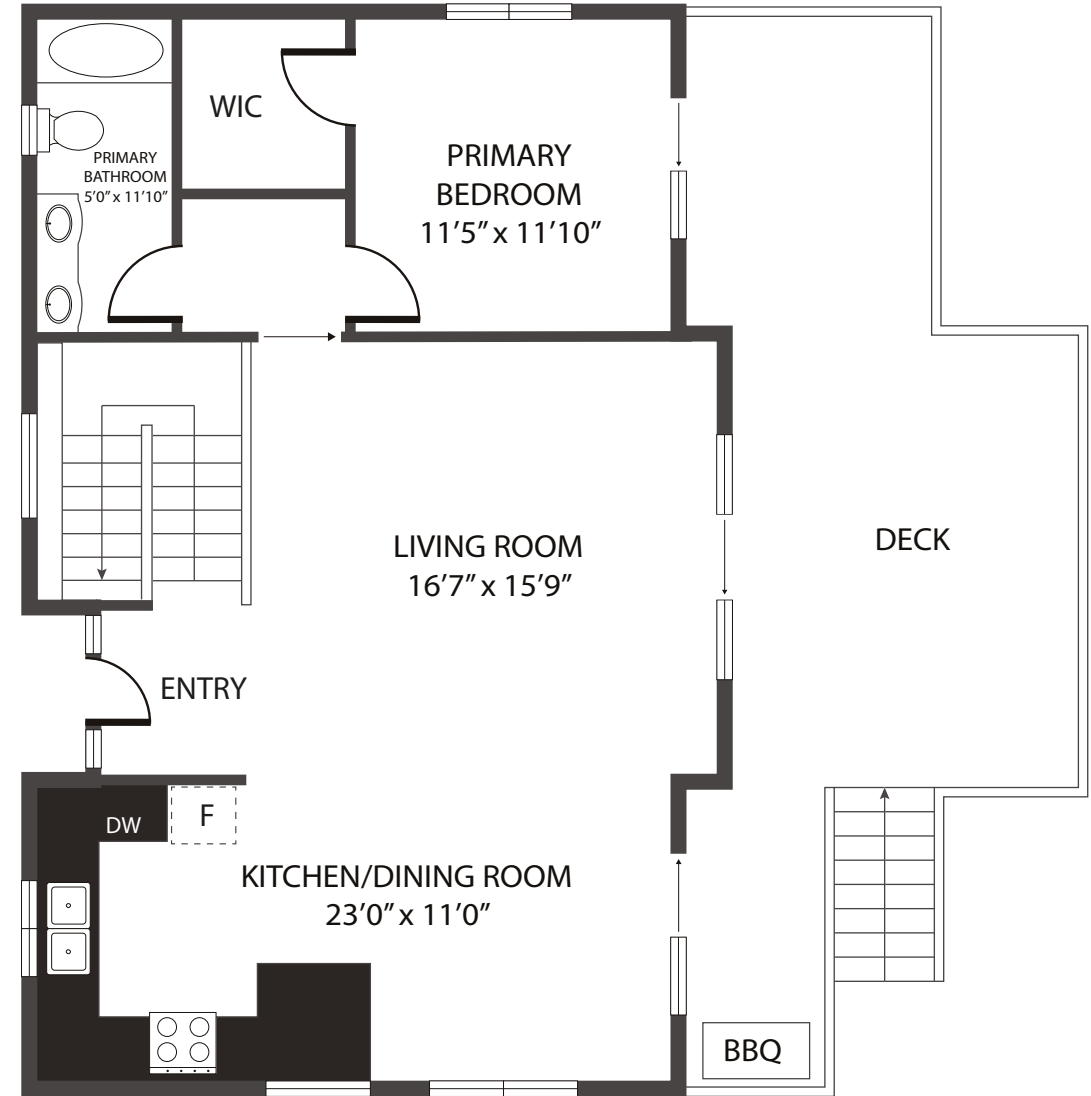 WIC
PRIMARY
BATHROOM
5’0” x 11’10”
PRIMARY
BEDROOM
11’5” x 11’10”
LIVING ROOM
16’7” x 15’9”
DECK
ENTRY
DW
F
KITCHEN/DINING ROOM
23’0” x 11’0”
BBQ